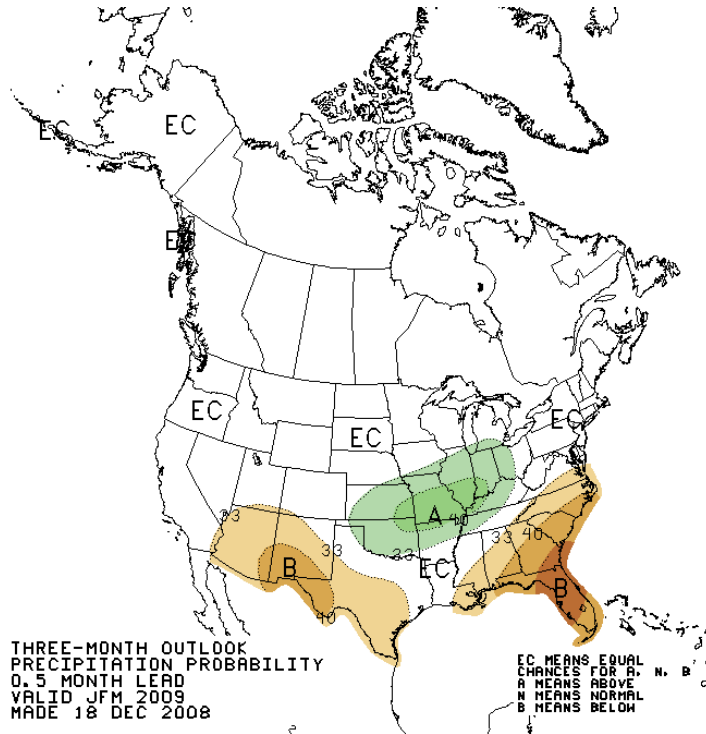 EC
EC
EC
EC
EC
EC
33
A
40
33
33
33
40
EC
B
B
40
THREE-MONTH OUTLOOK
PRECIPITATION PROBABILITY
0.5 MONTH LEAD
VALID JFM 2009
MADE 18 DEC 2008
EC MEANS EQUAL
CHANCES FOR A, N, B
A MEANS ABOVE
N MEANS NORMAL
B MEANS BELOW